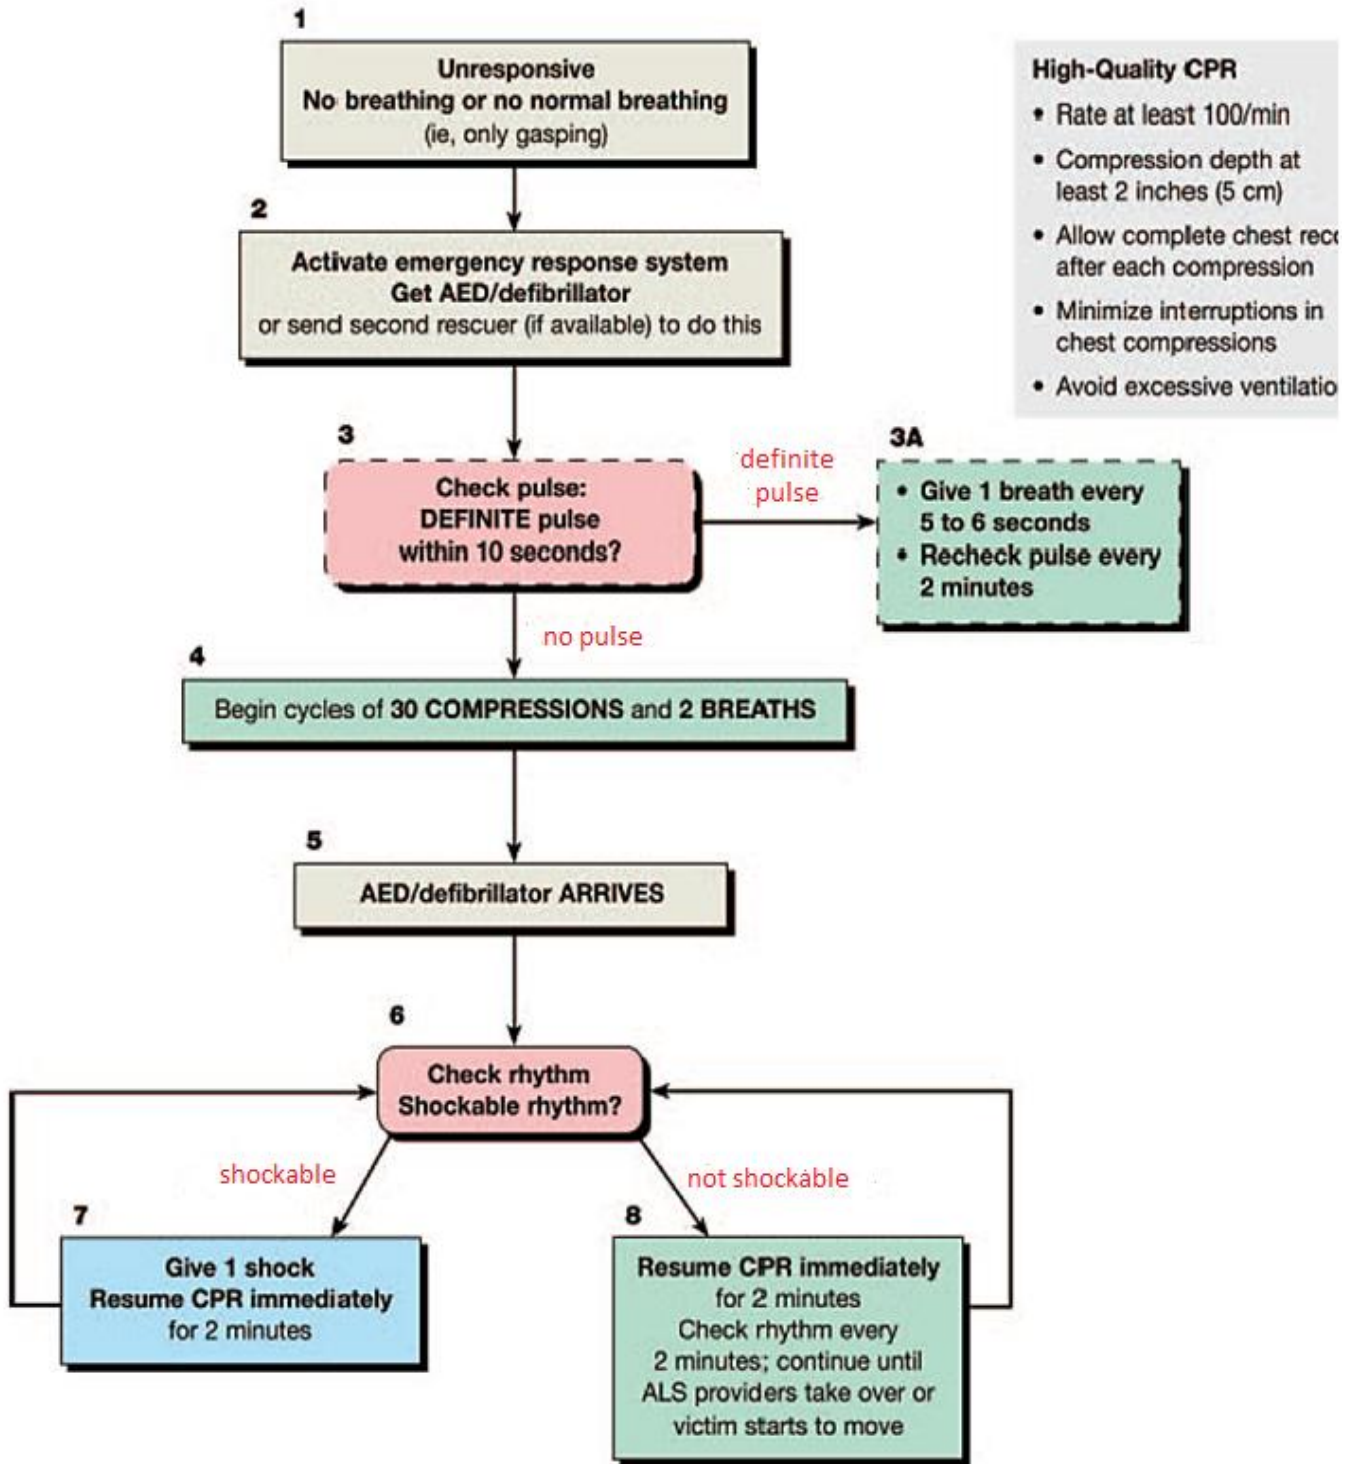 1
Unresponsive
No breathing or no normal breathing
(ie, only gasping)
High-Quality CPR
• Rate at least 100/min
• Compression depth at
least 2 inches (5 cm)
• Allow complete chest
after each compression
• Minimize interruptions in
chest compressions
• Avoid excessive
2
Activate emergency response system
Get AED/defibrillator
or send second rescuer (if available) to do this
3
Check pulse:
DEFINITE pulse
within 10 seconds?
definite
pulse
3A
• Give 1 breath every
5 to 6 seconds
• Recheck pulse every
2 minutes
no pulse
4
Begin cycles of 30 COMPRESSIONS and 2 BREATHS
5
AED/defibrillator ARRIVES
6
Check rhythm
Shockable rhythm?
shockable
not shockable
7
Give 1 shock
Resume CPR immediately
for 2 minutes
8
Resume CPR immediately
for 2 minutes
Check rhythm every
2 minutes; continue until
ALS providers take over or
victim starts to move